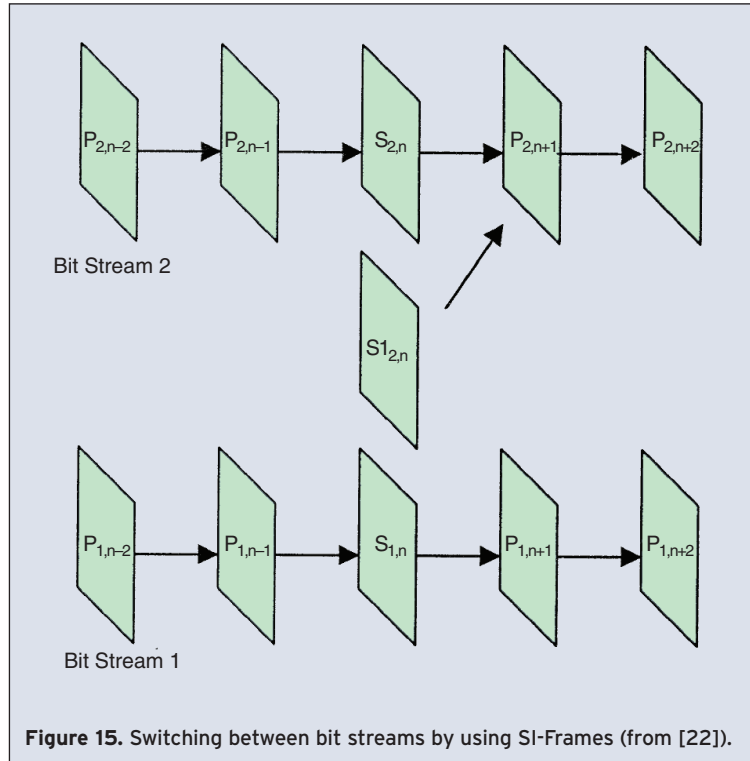 P2,n–2 P2,n–1 S2,n P2,n+1 P2,n+2
Bit Stream 2
S12,n
P1,n–2 P1,n–1 S1,n P1,n+1 P1,n+2
Bit Stream 1
Figure 15. Switching between bit streams by using SI-Frames (from [22]).